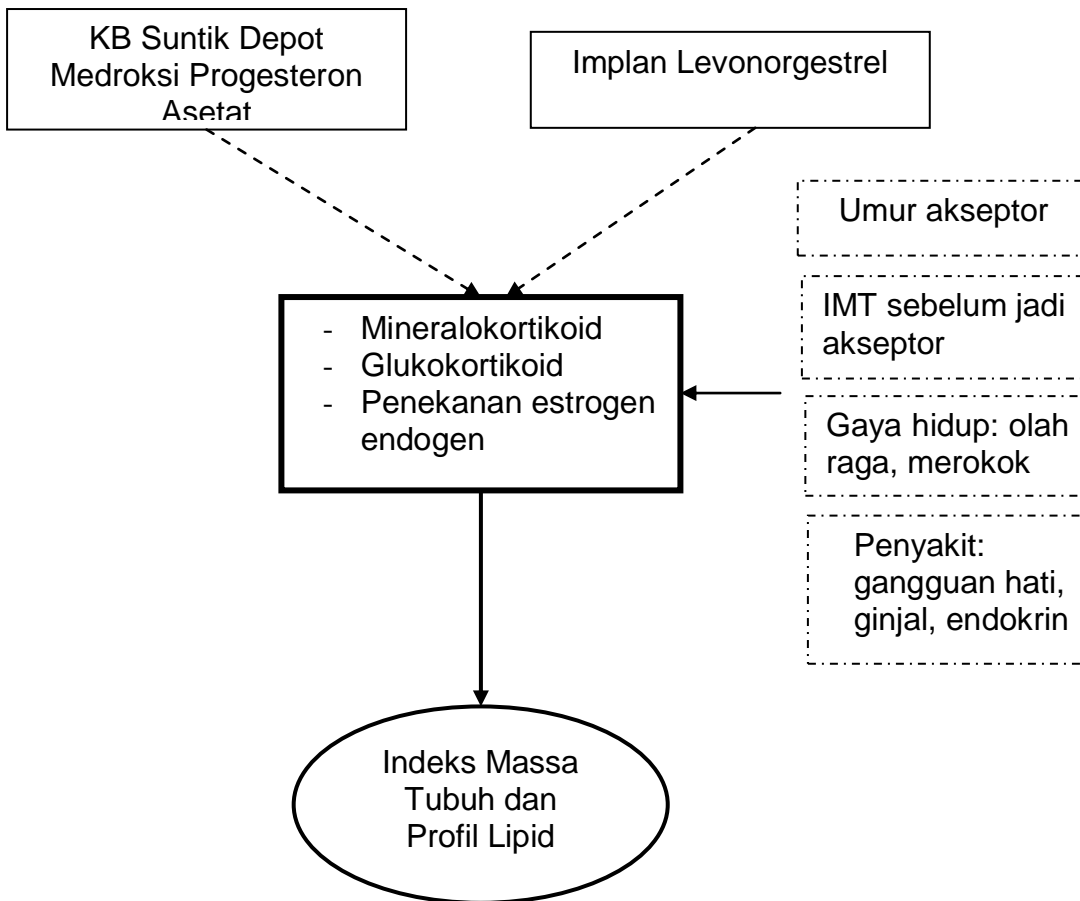 KB Suntik Depot
Medroksi Progesteron
Asetat
Implan Levonorgestrel
Umur akseptor
IMT sebelum jadi
akseptor
- Mineralokortikoid
- Glukokortikoid
- Penekanan estrogen
endogen
Gaya hidup: olah
raga, merokok
Penyakit:
gangguan hati,
ginjal, endokrin
Indeks Massa
Tubuh dan
Profil Lipid